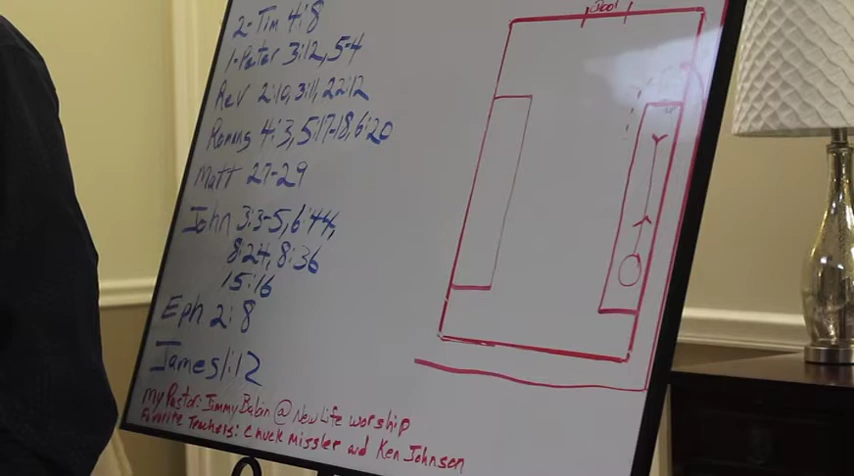 2-Tim 4:8
1-Peter 3:12, 5-4
Rev 2:10, 3:11, 22:12
Romans 4:3, 5:17-18, 6:20
Matt 27-29
John 3:3-5, 6:44,
8:24, 8:36
15:16
Eph. 2:8
James 1:12
My Pastor: Jimmy Babin @ New Life worship
Favorite Teachers: Chuck Missler and Ken Johnson